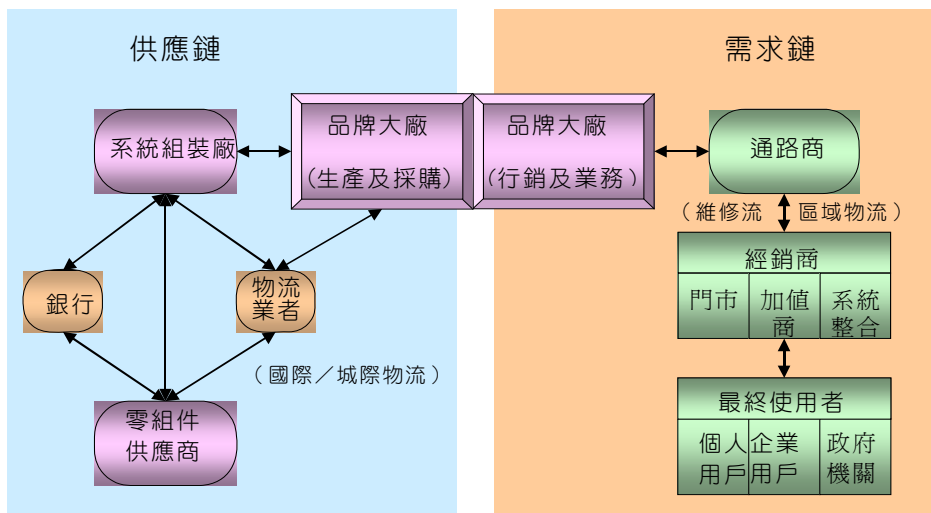 供應鏈
需求鏈
品牌大廠
(生產及採購)
品牌大廠
(行銷及業務)
系統組裝廠
通路商
(維修流 區域物流)
銀行
物流
業者
經銷商
門市
加值
商
系統
整合
(國際／城際物流)
零組件
供應商
最終使用者
個人
用戶
企業
用戶
政府
機關